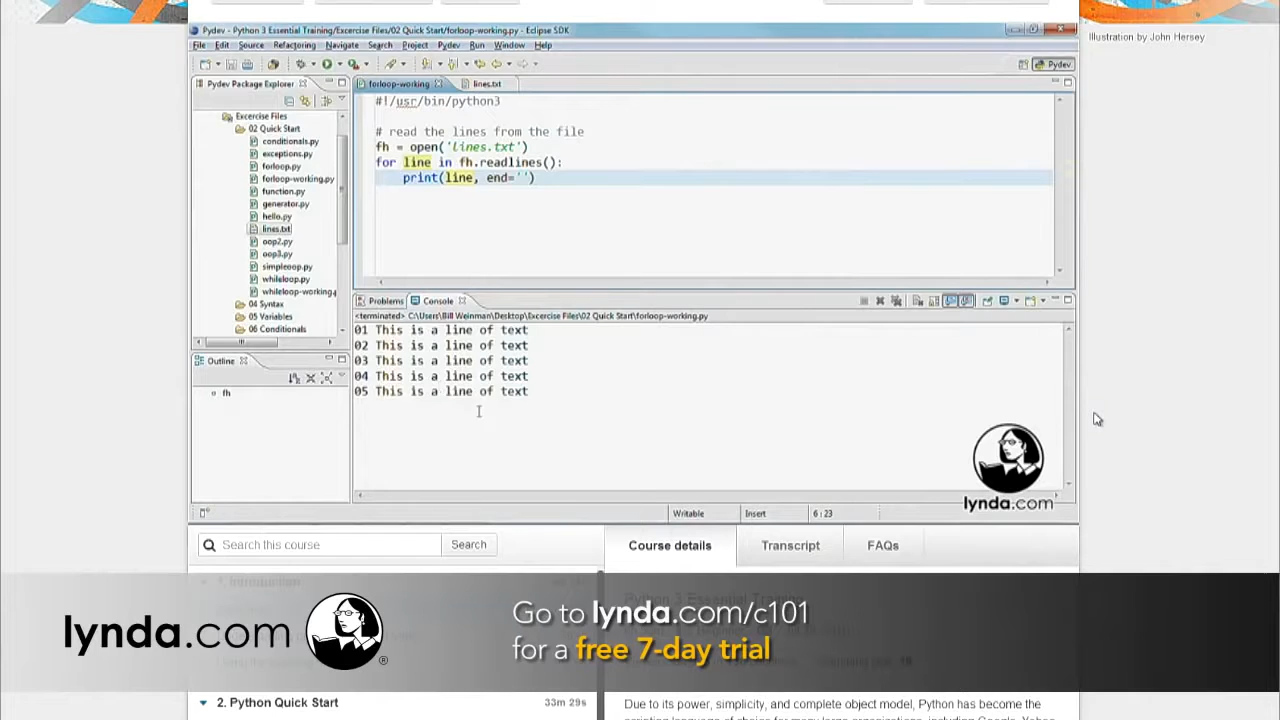 Illustration by John Hersey
Pydev - Python 3 Essential Training/Excercise Files/02 Quick Start/forloop-working.py - Eclipse SDK
File Edit Source Refactoring Navigate Search Project Pydev Run Window Help
Pydev
Pydev Package Explorer
Excercise Files
02 Quick Start
conditionals.py
exceptions.py
forloop.py
forloop-working.py
function.py
generator.py
hello.py
lines.txt
oop2.py
oop3.py
simpleoop.py
whileloop.py
whileloop-working.
04 Syntax
05 Variables
06 Conditionals
Outline
fh
forloop-working lines.txt
#!/usr/bin/python3
# read the lines from the file
fh = open('lines.txt')
for line in fh.readlines():
print(line, end='')
Problems Console
<terminated> C:\Users\Bill Weinman\Desktop\Excercise Files\02 Quick Start\forloop-working.py
01 This is a line of text
02 This is a line of text
03 This is a line of text
04 This is a line of text
05 This is a line of text
lynda.com
Writable Insert 6 : 23
Search this course Search
Course details Transcript FAQs
1. Introduction
Python 3 Essential Training
lynda.com ®
Go to lynda.com/c101
for a free 7-day trial
2. Python Quick Start 33m 29s
Due to its power, simplicity, and complete object model, Python has become the